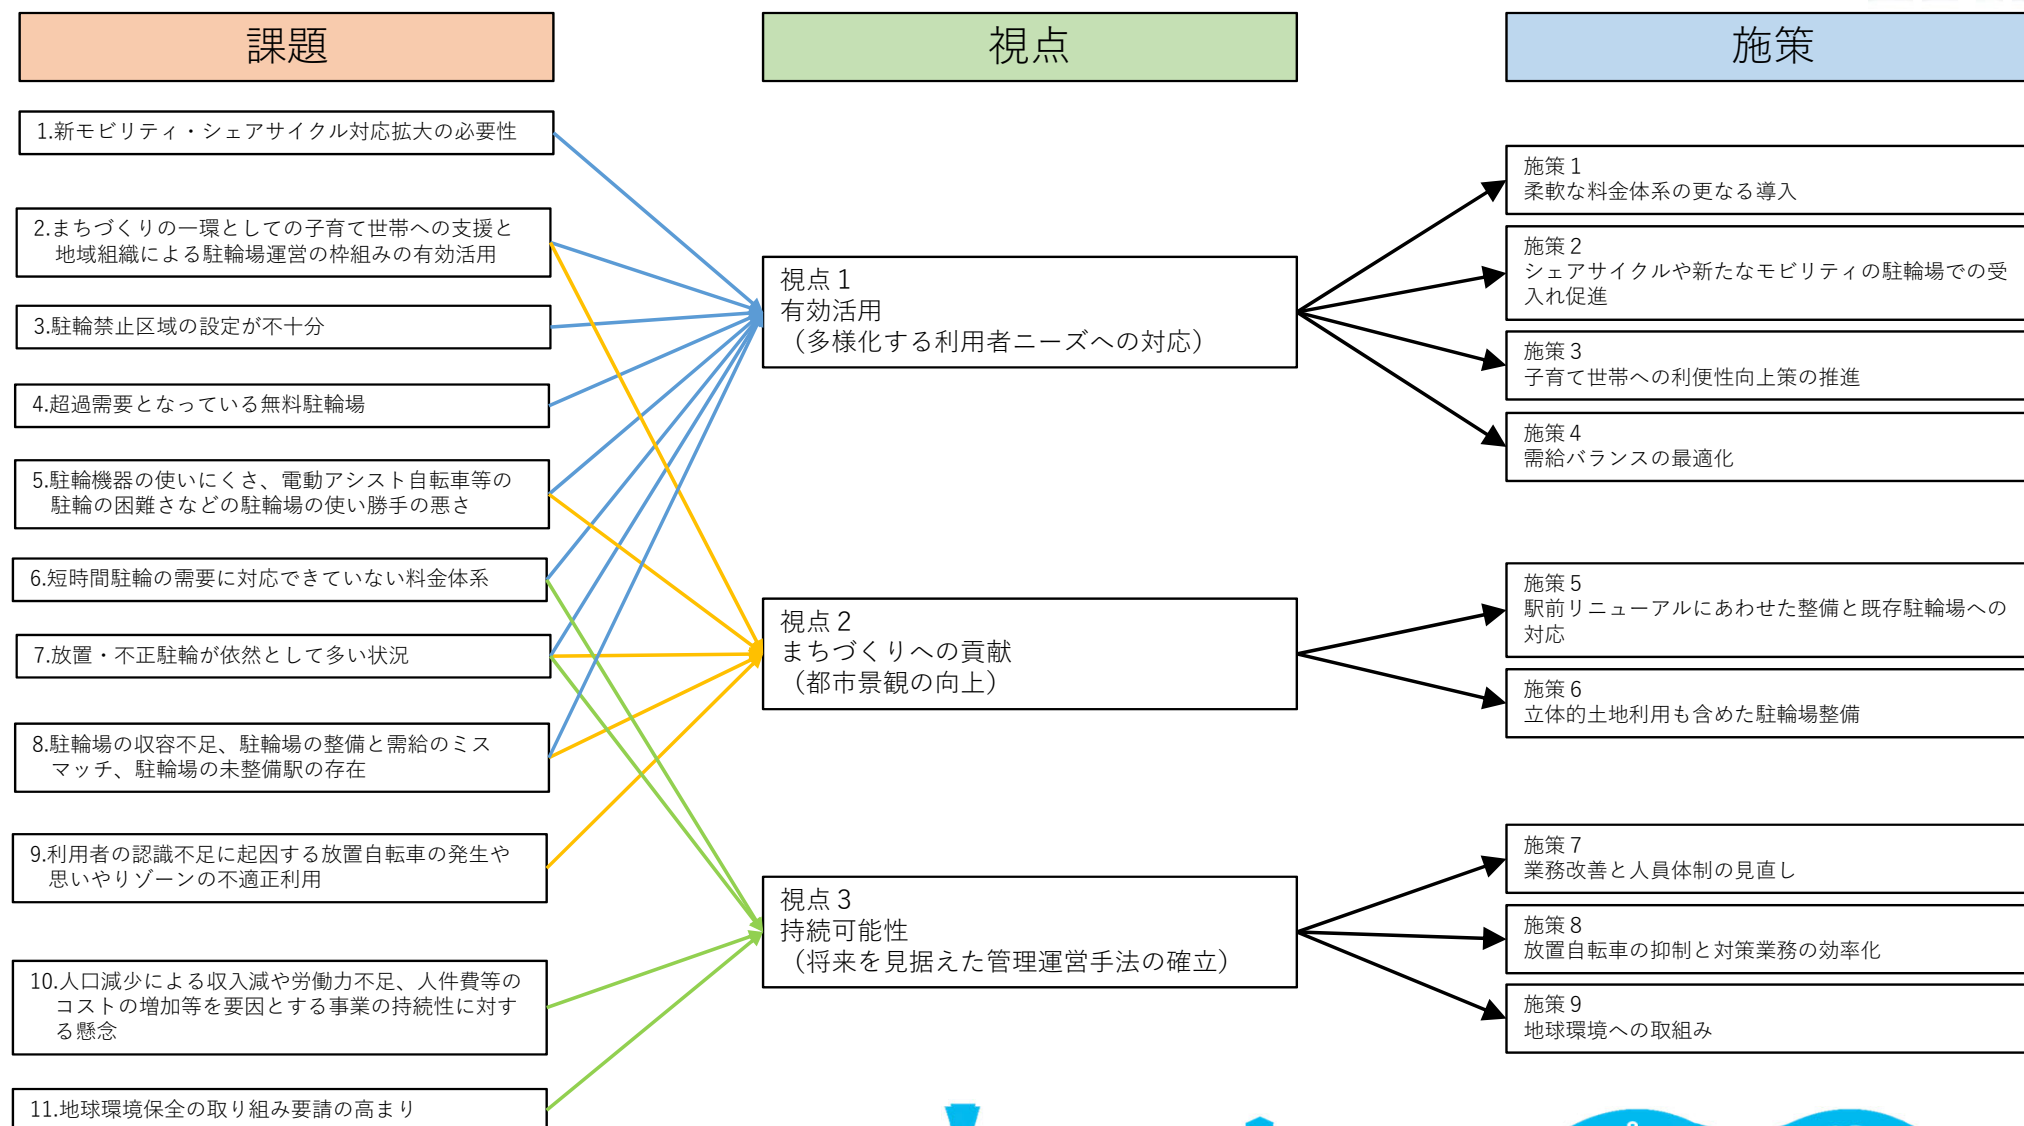 課題
視点
施策
1.新モビリティ・シェアサイクル対応拡大の必要性
2.まちづくりの一環としての子育て世帯への支援と
地域組織による駐輪場運営の枠組みの有効活用
3.駐輪禁止区域の設定が不十分
4.超過需要となっている無料駐輪場
5.駐輪機器の使いにくさ、電動アシスト自転車等の
駐輪の困難さなどの駐輪場の使い勝手の悪さ
6.短時間駐輪の需要に対応できていない料金体系
7.放置・不正駐輪が依然として多い状況
8.駐輪場の収容不足、駐輪場の整備と需給のミス
マッチ、駐輪場の未整備駅の存在
9.利用者の認識不足に起因する放置自転車の発生や
思いやりゾーンの不適正利用
10.人口減少による収入減や労働力不足、人件費等の
コストの増加等を要因とする事業の持続性に対す
る懸念
11.地球環境保全の取り組み要請の高まり
視点１
有効活用
（多様化する利用者ニーズへの対応）
視点２
まちづくりへの貢献
（都市景観の向上）
視点３
持続可能性
（将来を見据えた管理運営手法の確立）
施策１
柔軟な料金体系の更なる導入
施策２
シェアサイクルや新たなモビリティの駐輪場での受
入れ促進
施策３
子育て世帯への利便性向上策の推進
施策４
需給バランスの最適化
施策５
駅前リニューアルにあわせた整備と既存駐輪場への
対応
施策６
立体的土地利用も含めた駐輪場整備
施策７
業務改善と人員体制の見直し
施策８
放置自転車の抑制と対策業務の効率化
施策９
地球環境への取組み